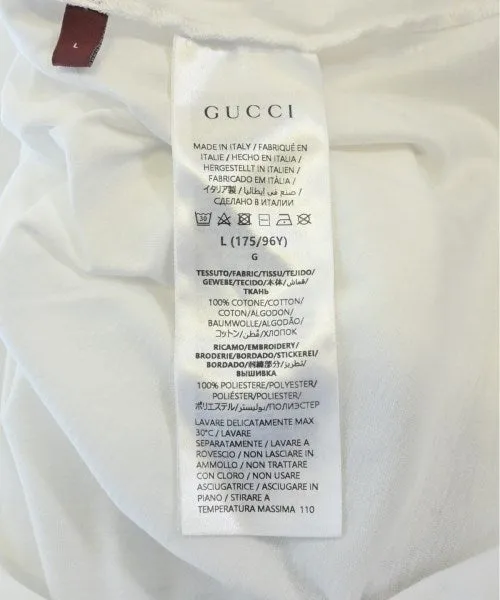 L
GUCCI
MADE IN ITALY / FABRIQUÉ EN
ITALIE / HECHO EN ITALIA /
HERGESTELLT IN ITALIEN /
FABRICADO EM ITÁLIA /
イタリア製 / صنع في إيطاليا /
СДЕЛАНО В ИТАЛИИ
30
L (175/96Y)
G
TESSUTO/FABRIC/TISSU/TEJIDO/
GEWEBE/TECIDO/本体/قماش/
ТКАНЬ
100% COTONE/COTTON/
COTON/ALGODON/
BAUMWOLLE/ALGODÃO/
コットン/قطن/ХЛОПОК
RICAMO/EMBROIDERY/
BRODERIE/BORDADO/STICKEREI/
BORDADO/刺繍部分/تطريز/
ВЫШИВКА
100% POLIESTERE/POLYESTER/
POLIÉSTER/POLYESTER/
ポリエステル/بوليستر/ПОЛИЭСТЕР
LAVARE DELICATAMENTE MAX
30°C / LAVARE
SEPARATAMENTE / LAVARE A
ROVESCIO / NON LASCIARE IN
AMMOLLO / NON TRATTARE
CON CLORO / NON USARE
ASCIUGATRICE / ASCIUGARE IN
PIANO / STIRARE A
TEMPERATURA MASSIMA 110